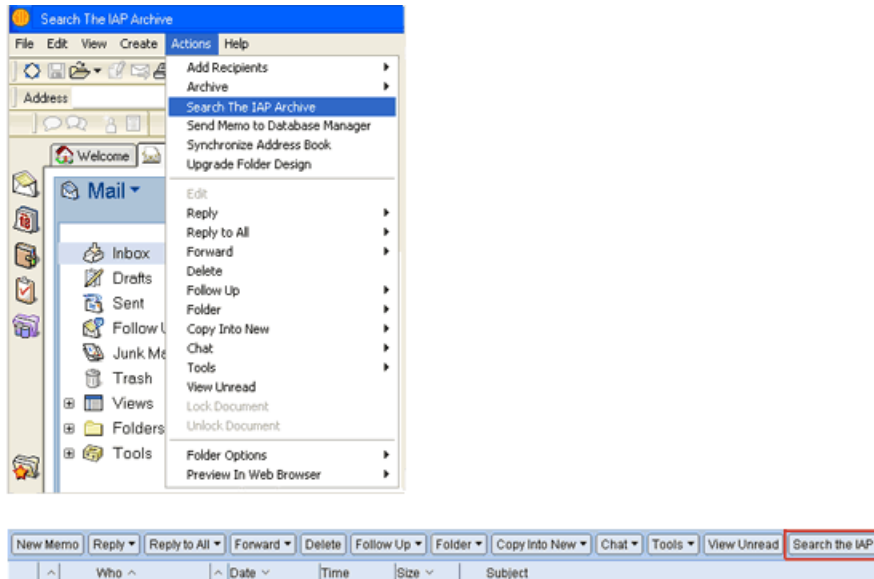 Search The IAP Archive
File Edit View Create Actions Help
Add Recipients
Archive
Address
Search The IAP Archive
Send Memo to Database Manager
Synchronize Address Book
Welcome
Upgrade Folder Design
Mail
Edit
Reply
Reply to All
Inbox
Forward
Delete
Drafts
Follow Up
Sent
Folder
Follow U
Copy Into New
Junk Ma
Chat
Tools
Trash
View Unread
Views
Lock Document
Folders
Unlock Document
Tools
Folder Options
Preview In Web Browser
New Memo Reply Reply to All Forward Delete Follow Up Folder Copy Into New Chat Tools View Unread Search the IAP
Who Date Time Size Subject